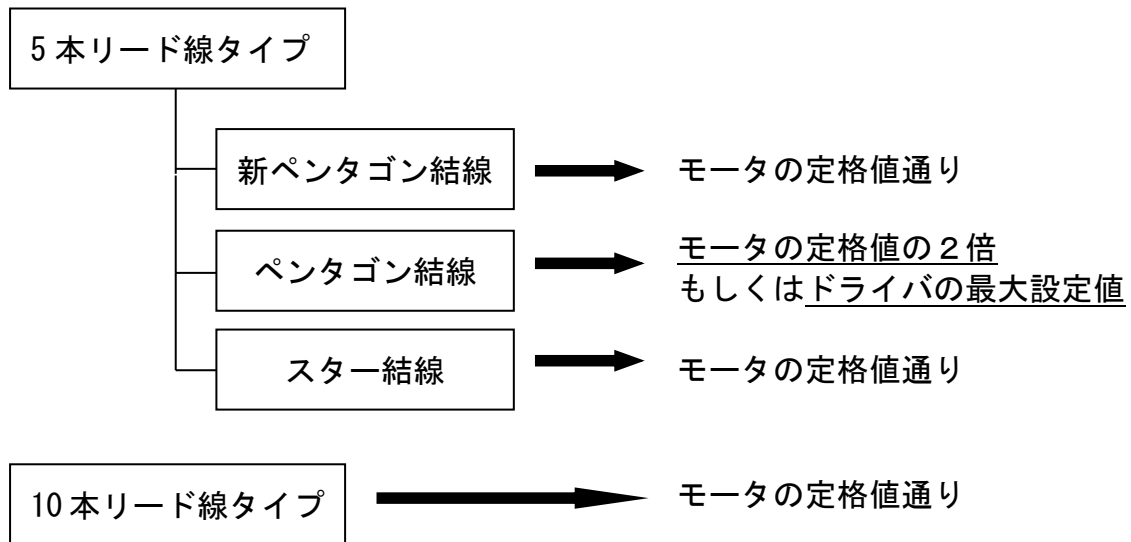 5本リード線タイプ
新ペンタゴン結線
モータの定格値通り
ペンタゴン結線
モータの定格値の２倍
もしくはドライバの最大設定値
スター結線
モータの定格値通り
10本リード線タイプ
モータの定格値通り